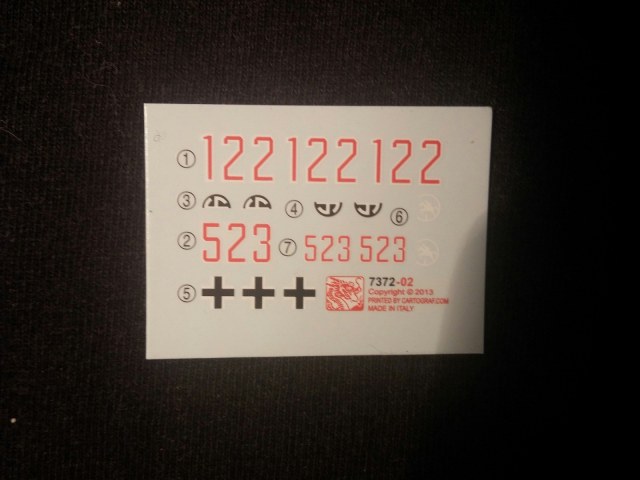 ① 122 122 122
③ ④ ⑥
② 523 ⑦ 523 523
⑤
7372-02
Copyright © 2013
PRINTED BY CARTOGRAF.COM
MADE IN ITALY